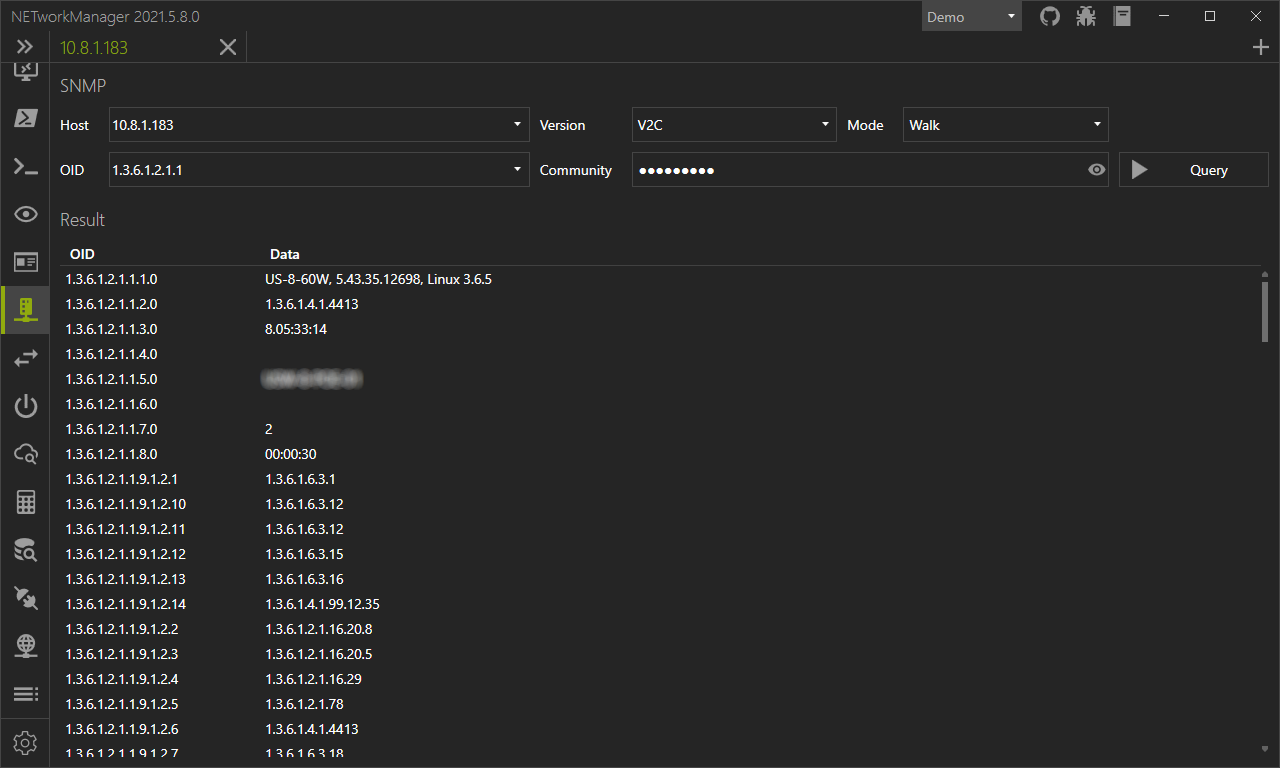 NETworkManager 2021.5.8.0
Demo
10.8.1.183
SNMP
Host 10.8.1.183 Version V2C Mode Walk
OID 1.3.6.1.2.1.1 Community ●●●●●●●●● Query
Result
OID Data
1.3.6.1.2.1.1.1.0 US-8-60W, 5.43.35.12698, Linux 3.6.5
1.3.6.1.2.1.1.2.0 1.3.6.1.4.1.4413
1.3.6.1.2.1.1.3.0 8.05:33:14
1.3.6.1.2.1.1.4.0
1.3.6.1.2.1.1.5.0
1.3.6.1.2.1.1.6.0
1.3.6.1.2.1.1.7.0 2
1.3.6.1.2.1.1.8.0 00:00:30
1.3.6.1.2.1.1.9.1.2.1 1.3.6.1.6.3.1
1.3.6.1.2.1.1.9.1.2.10 1.3.6.1.6.3.12
1.3.6.1.2.1.1.9.1.2.11 1.3.6.1.6.3.12
1.3.6.1.2.1.1.9.1.2.12 1.3.6.1.6.3.15
1.3.6.1.2.1.1.9.1.2.13 1.3.6.1.6.3.16
1.3.6.1.2.1.1.9.1.2.14 1.3.6.1.4.1.99.12.35
1.3.6.1.2.1.1.9.1.2.2 1.3.6.1.2.1.16.20.8
1.3.6.1.2.1.1.9.1.2.3 1.3.6.1.2.1.16.20.5
1.3.6.1.2.1.1.9.1.2.4 1.3.6.1.2.1.16.29
1.3.6.1.2.1.1.9.1.2.5 1.3.6.1.2.1.78
1.3.6.1.2.1.1.9.1.2.6 1.3.6.1.4.1.4413
1.3.6.1.2.1.1.9.1.2.7 1.3.6.1.6.3.18